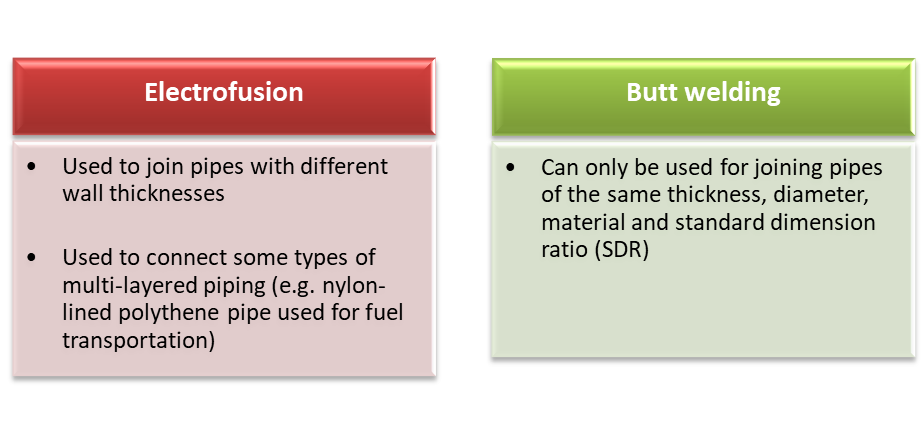 Electrofusion
• Used to join pipes with different
wall thicknesses
• Used to connect some types of
multi-layered piping (e.g. nylon-
lined polythene pipe used for fuel
transportation)
Butt welding
• Can only be used for joining pipes
of the same thickness, diameter,
material and standard dimension
ratio (SDR)